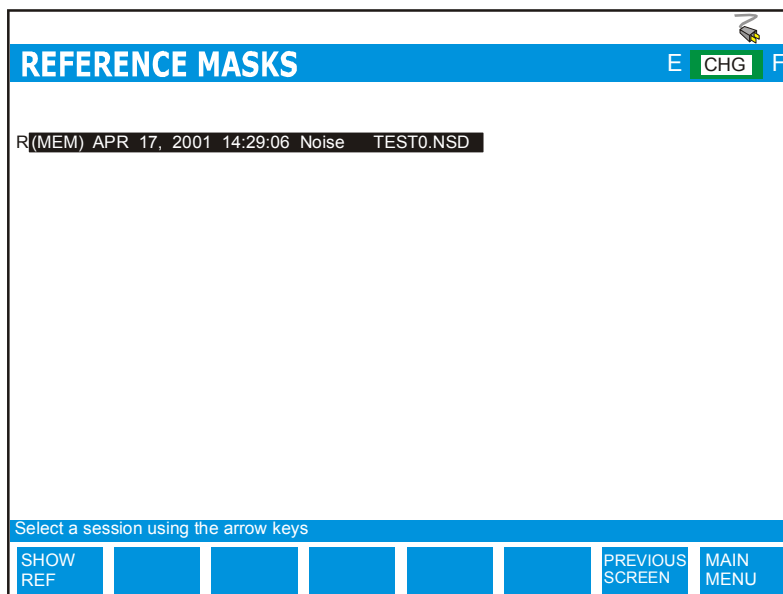 REFERENCE MASKS
E CHG F
R(MEM) APR 17, 2001 14:29:06 Noise TEST0.NSD
Select a session using the arrow keys
SHOW REF
PREVIOUS SCREEN
MAIN MENU